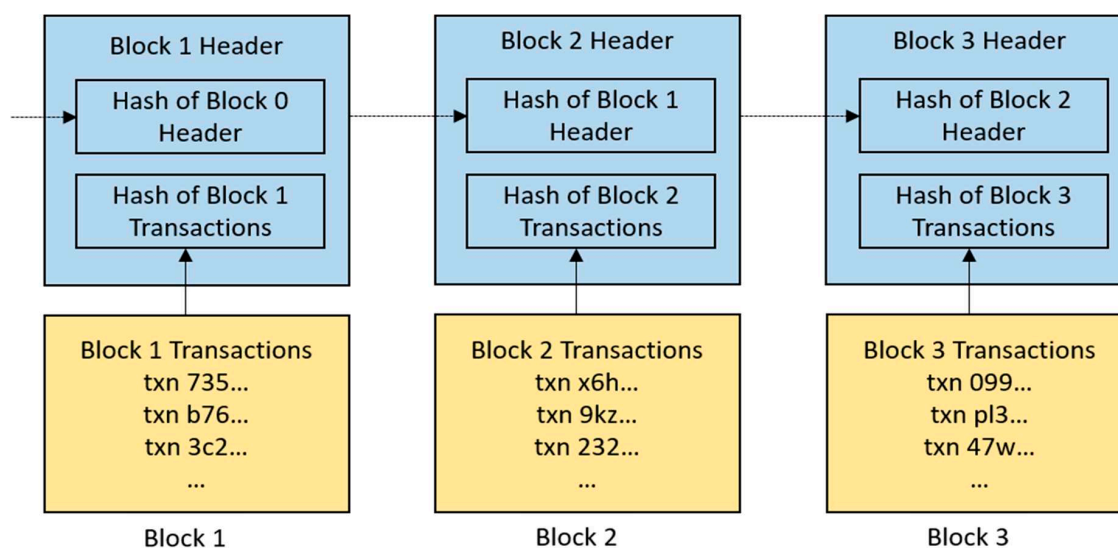 Block 1 Header
Hash of Block 0
Header
Hash of Block 1
Transactions
Block 1 Transactions
txn 735...
txn b76...
txn 3c2...
...
Block 1
Block 2 Header
Hash of Block 1
Header
Hash of Block 2
Transactions
Block 2 Transactions
txn x6h...
txn 9kz...
txn 232...
...
Block 2
Block 3 Header
Hash of Block 2
Header
Hash of Block 3
Transactions
Block 3 Transactions
txn 099...
txn pl3...
txn 47w...
...
Block 3